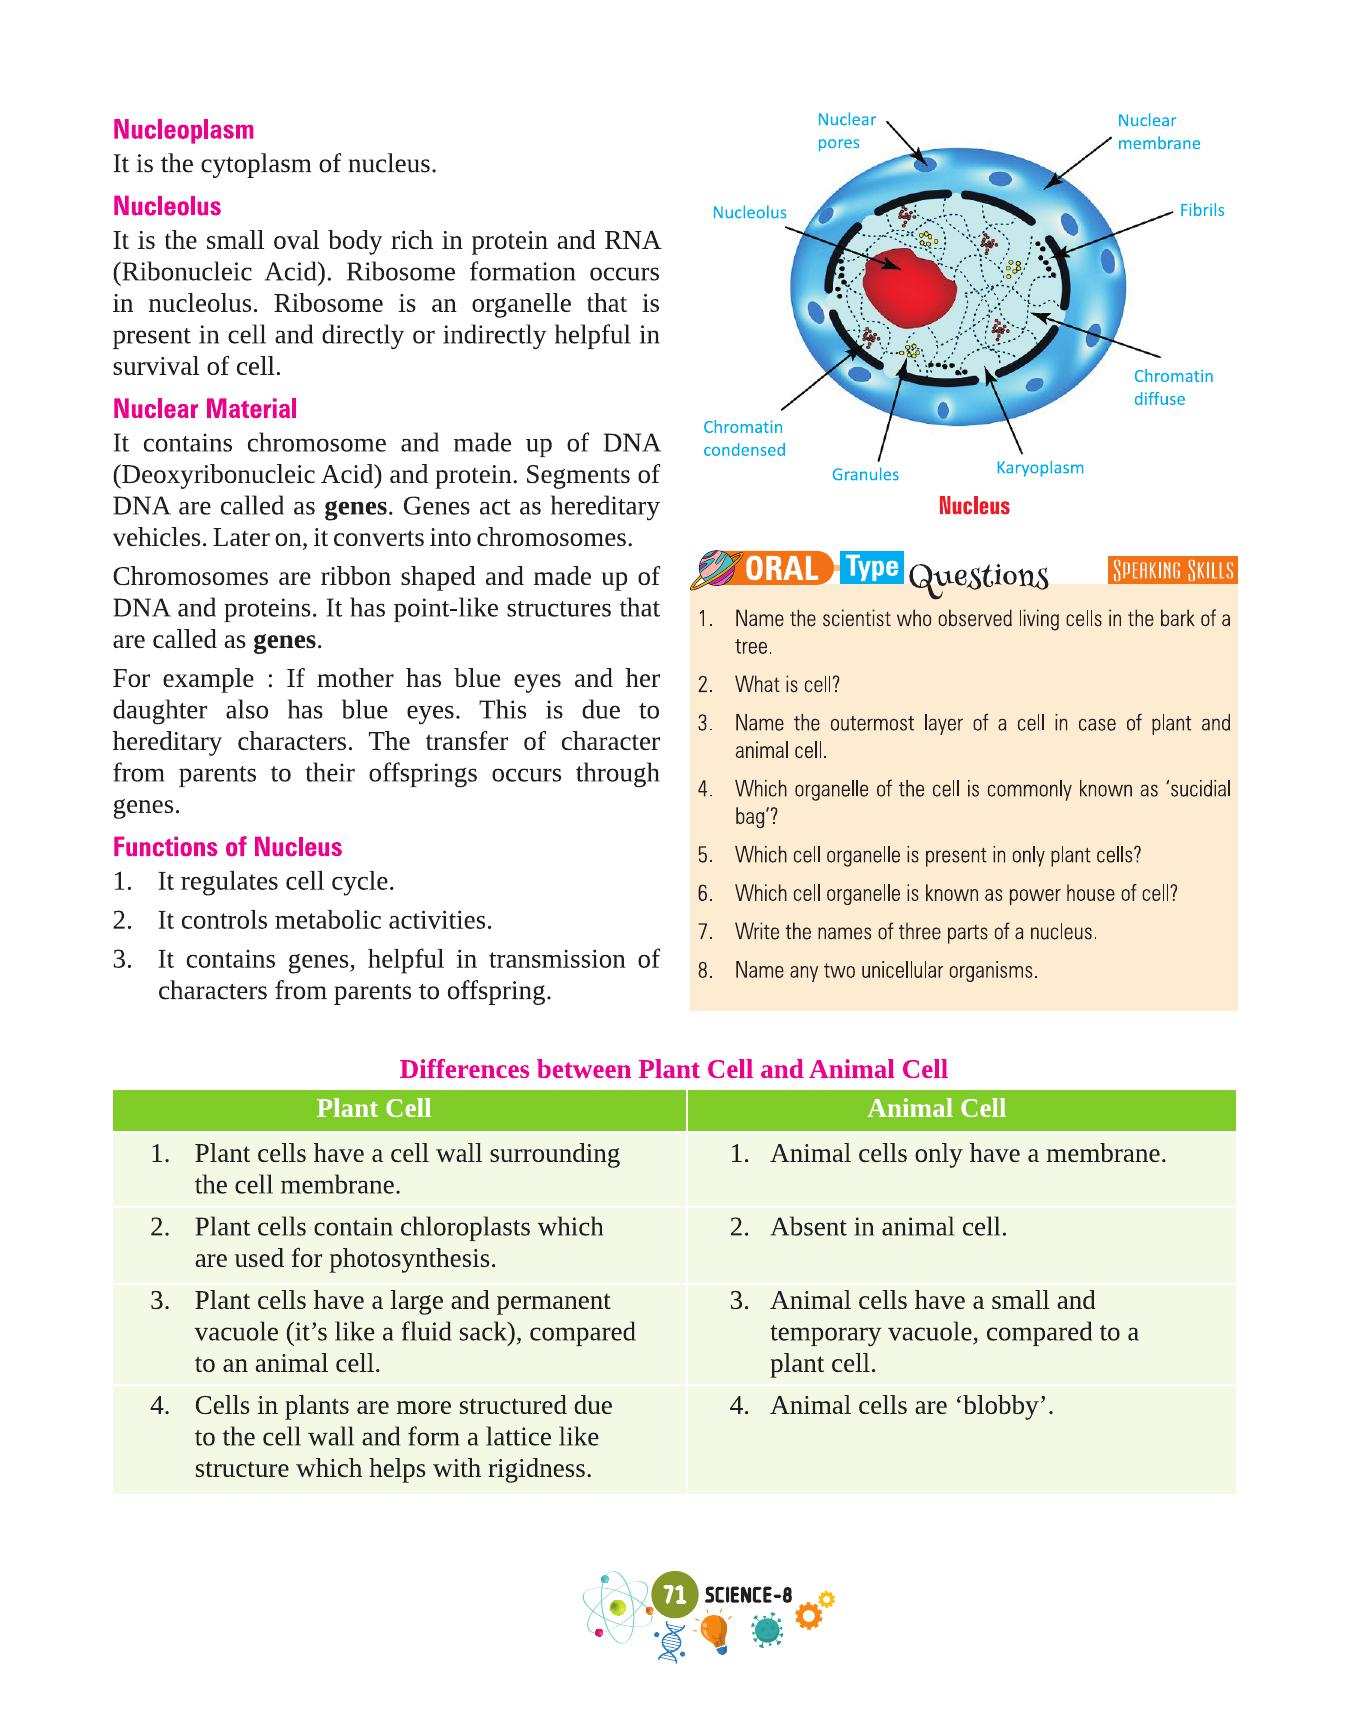 Nucleoplasm
It is the cytoplasm of nucleus.
Nucleolus
It is the small oval body rich in protein and RNA
(Ribonucleic Acid). Ribosome formation occurs
in nucleolus. Ribosome is an organelle that is
present in cell and directly or indirectly helpful in
survival of cell.
Nuclear Material
It contains chromosome and made up of DNA
(Deoxyribonucleic Acid) and protein. Segments of
DNA are called as genes. Genes act as hereditary
vehicles. Later on, it converts into chromosomes.
Chromosomes are ribbon shaped and made up of
DNA and proteins. It has point-like structures that
are called as genes.
For example : If mother has blue eyes and her
daughter also has blue eyes. This is due to
hereditary characters. The transfer of character
from parents to their offsprings occurs through
genes.
Functions of Nucleus
1. It regulates cell cycle.
2. It controls metabolic activities.
3. It contains genes, helpful in transmission of
characters from parents to offspring.
Nuclear
pores
Nuclear
membrane
Nucleolus
Fibrils
Chromatin
diffuse
Chromatin
condensed
Granules
Karyoplasm
Nucleus
ORAL Type Questions
SPEAKING SKILLS
1. Name the scientist who observed living cells in the bark of a
tree.
2. What is cell?
3. Name the outermost layer of a cell in case of plant and
animal cell.
4. Which organelle of the cell is commonly known as ‘sucidial
bag’?
5. Which cell organelle is present in only plant cells?
6. Which cell organelle is known as power house of cell?
7. Write the names of three parts of a nucleus.
8. Name any two unicellular organisms.
Differences between Plant Cell and Animal Cell
Plant Cell
Animal Cell
1. Plant cells have a cell wall surrounding
the cell membrane.
1. Animal cells only have a membrane.
2. Plant cells contain chloroplasts which
are used for photosynthesis.
2. Absent in animal cell.
3. Plant cells have a large and permanent
vacuole (it’s like a fluid sack), compared
to an animal cell.
3. Animal cells have a small and
temporary vacuole, compared to a
plant cell.
4. Cells in plants are more structured due
to the cell wall and form a lattice like
structure which helps with rigidness.
4. Animal cells are ‘blobby’.
71 SCIENCE-8